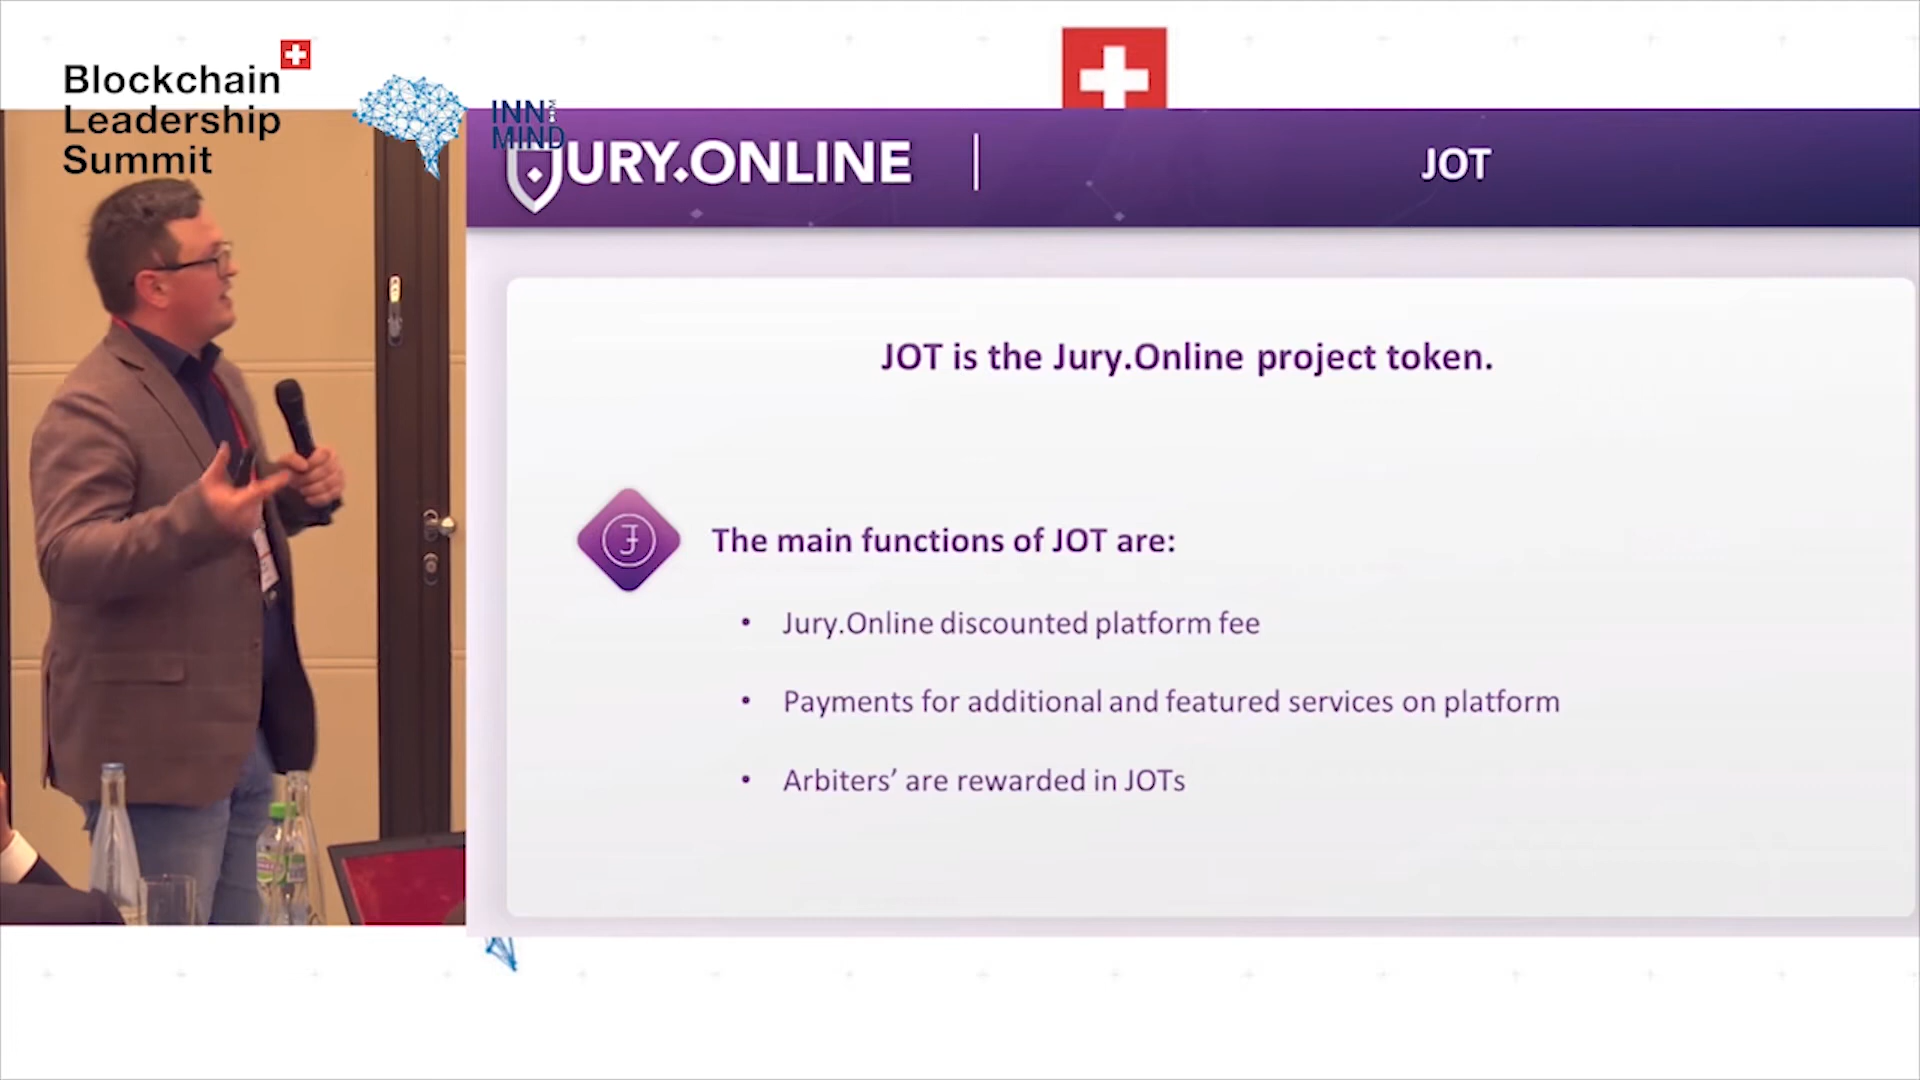 Blockchain
Leadership
Summit
INN
MIND
JURY.ONLINE
JOT
JOT is the Jury.Online project token.
The main functions of JOT are:
• Jury.Online discounted platform fee
• Payments for additional and featured services on platform
• Arbiters’ are rewarded in JOTs